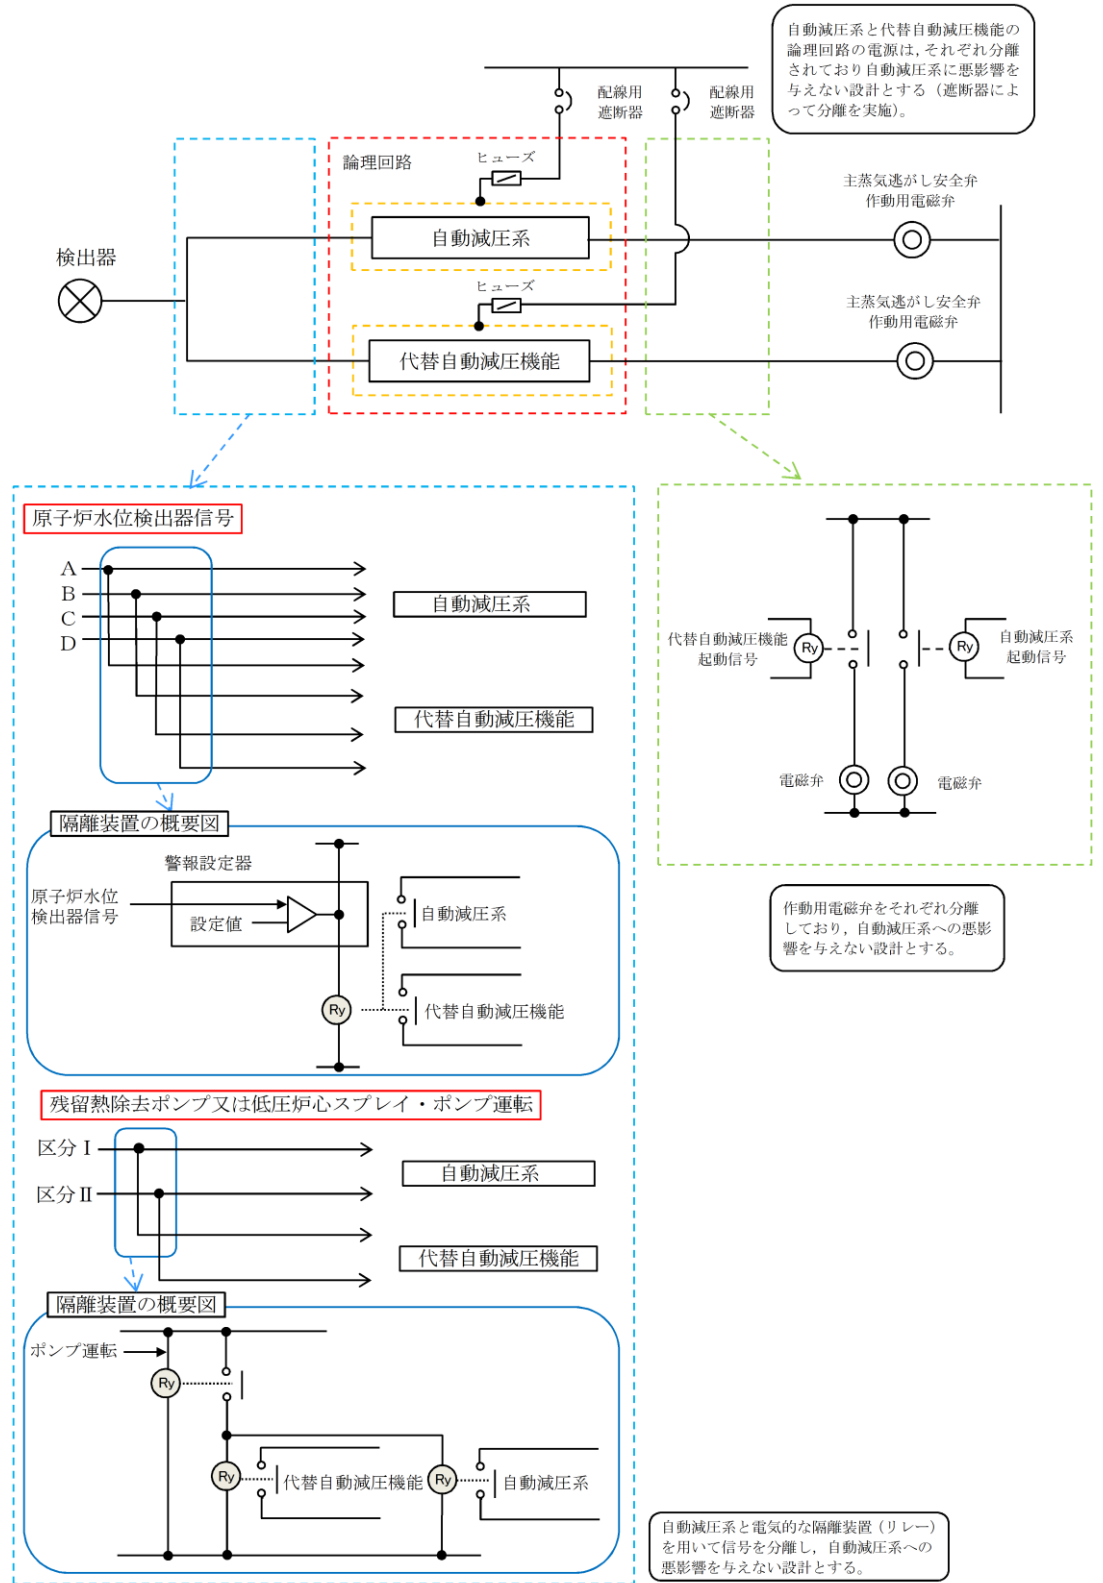 自動減圧系と代替自動減圧機能の
論理回路の電源は，それぞれ分離
されており自動減圧系に悪影響を
与えない設計とする（遮断器によ
って分離を実施）。
配線用
遮断器
配線用
遮断器
論理回路
ヒューズ
自動減圧系
主蒸気逃がし安全弁
作動用電磁弁
検出器
ヒューズ
代替自動減圧機能
主蒸気逃がし安全弁
作動用電磁弁
原子炉水位検出器信号
A
B
C
D
自動減圧系
代替自動減圧機能
隔離装置の概要図
警報設定器
原子炉水位
検出器信号
設定値
自動減圧系
Ry
代替自動減圧機能
代替自動減圧機能
起動信号
Ry
Ry
自動減圧系
起動信号
電磁弁
電磁弁
作動用電磁弁をそれぞれ分離
しており，自動減圧系への悪影
響を与えない設計とする。
残留熱除去ポンプ又は低圧炉心スプレイ・ポンプ運転
区分Ⅰ
区分Ⅱ
自動減圧系
代替自動減圧機能
隔離装置の概要図
ポンプ運転
Ry
Ry
代替自動減圧機能
Ry
自動減圧系
自動減圧系と電気的な隔離装置（リレー）
を用いて信号を分離し，自動減圧系への
悪影響を与えない設計とする。